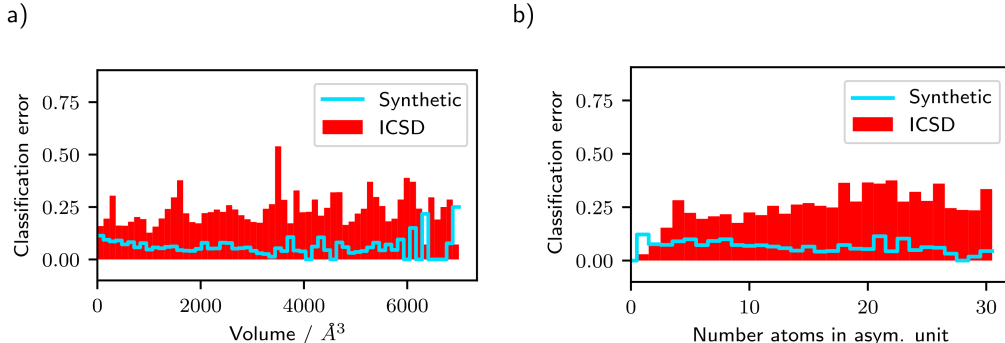 a)
Classification error
0.75
0.50
0.25
0.00
Synthetic
ICSD
0
2000
4000
6000
Volume / Å³
b)
Classification error
0.75
0.50
0.25
0.00
Synthetic
ICSD
0
10
20
30
Number atoms in asym. unit